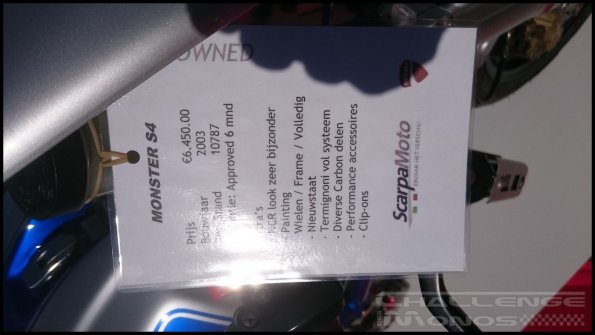 OWNED
MONSTER S4
Prijs €6.450.00
Bouwjaar 2003
Stand 10787
Approved 6 mnd
NCR look zeer bijzonder
- Painting
Wielen / Frame / Volledig
- Nieuwstaat
- Termignoni vol systeem
- Diverse Carbon delen
- Performance accessoires
- Clip-ons
ScarpaMoto
CHALLENGE
MONOS